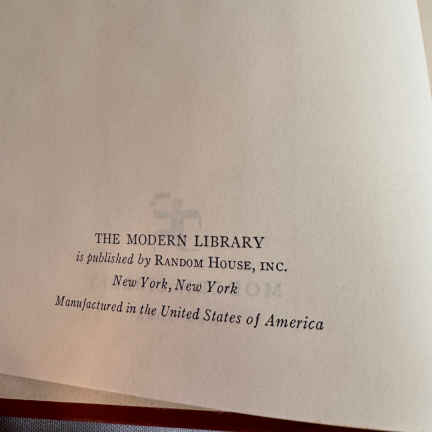 THE MODERN LIBRARY
is published by RANDOM HOUSE, INC.
New York, New York
Manufactured in the United States of America